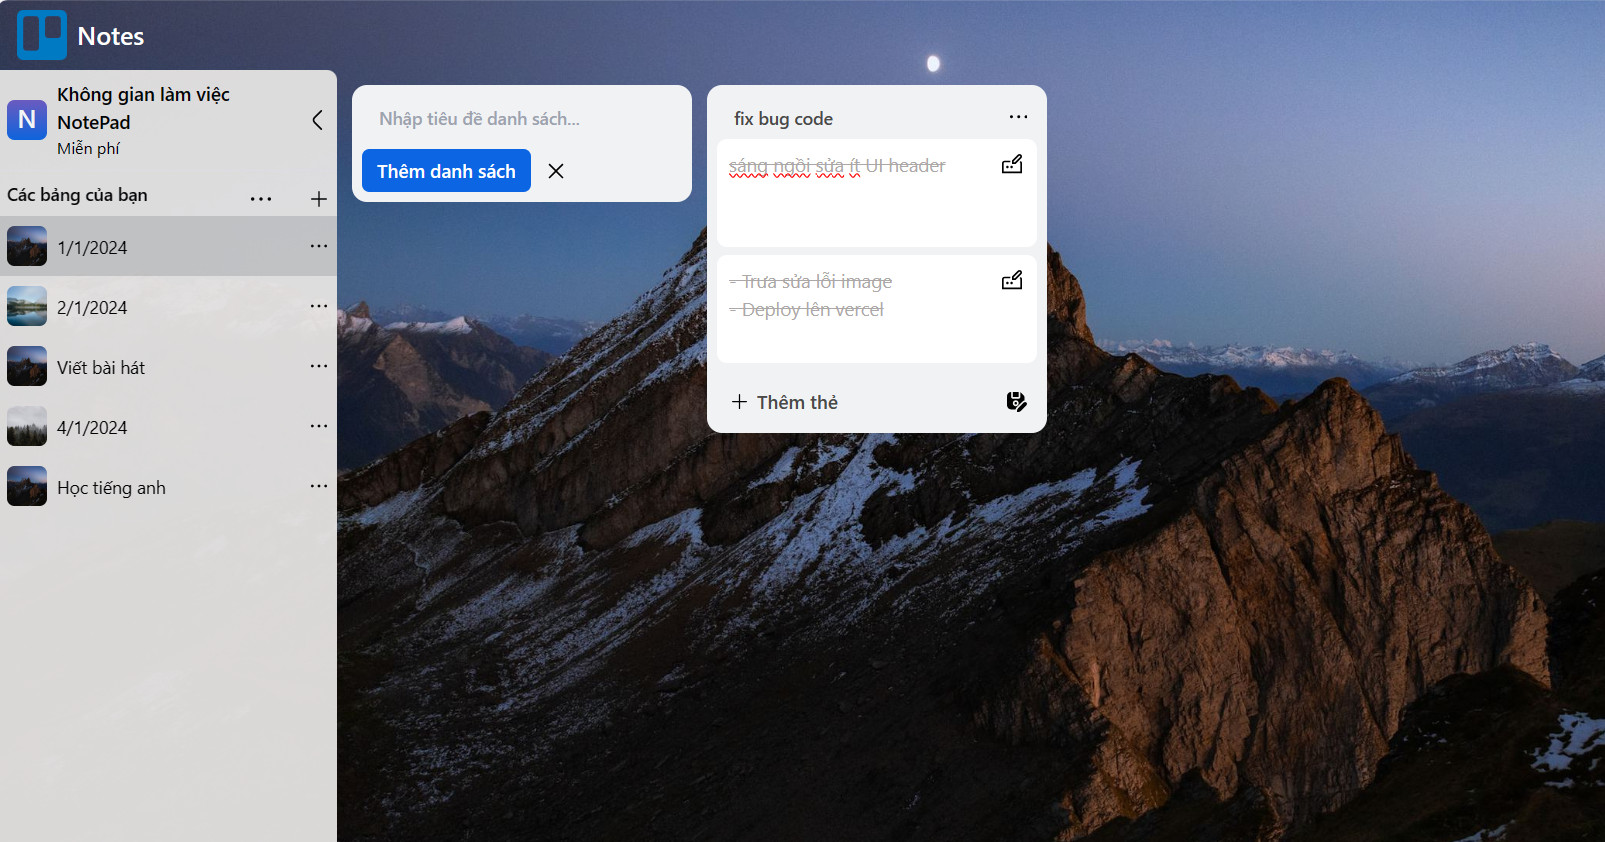 Notes
N
Không gian làm việc
NotePad
Miễn phí
Các bảng của bạn
1/1/2024
2/1/2024
Viết bài hát
4/1/2024
Học tiếng anh
Nhập tiêu đề danh sách...
Thêm danh sách
fix bug code
sáng ngồi sửa ít UI header
- Trưa sửa lỗi image
- Deploy lên vercel
Thêm thẻ